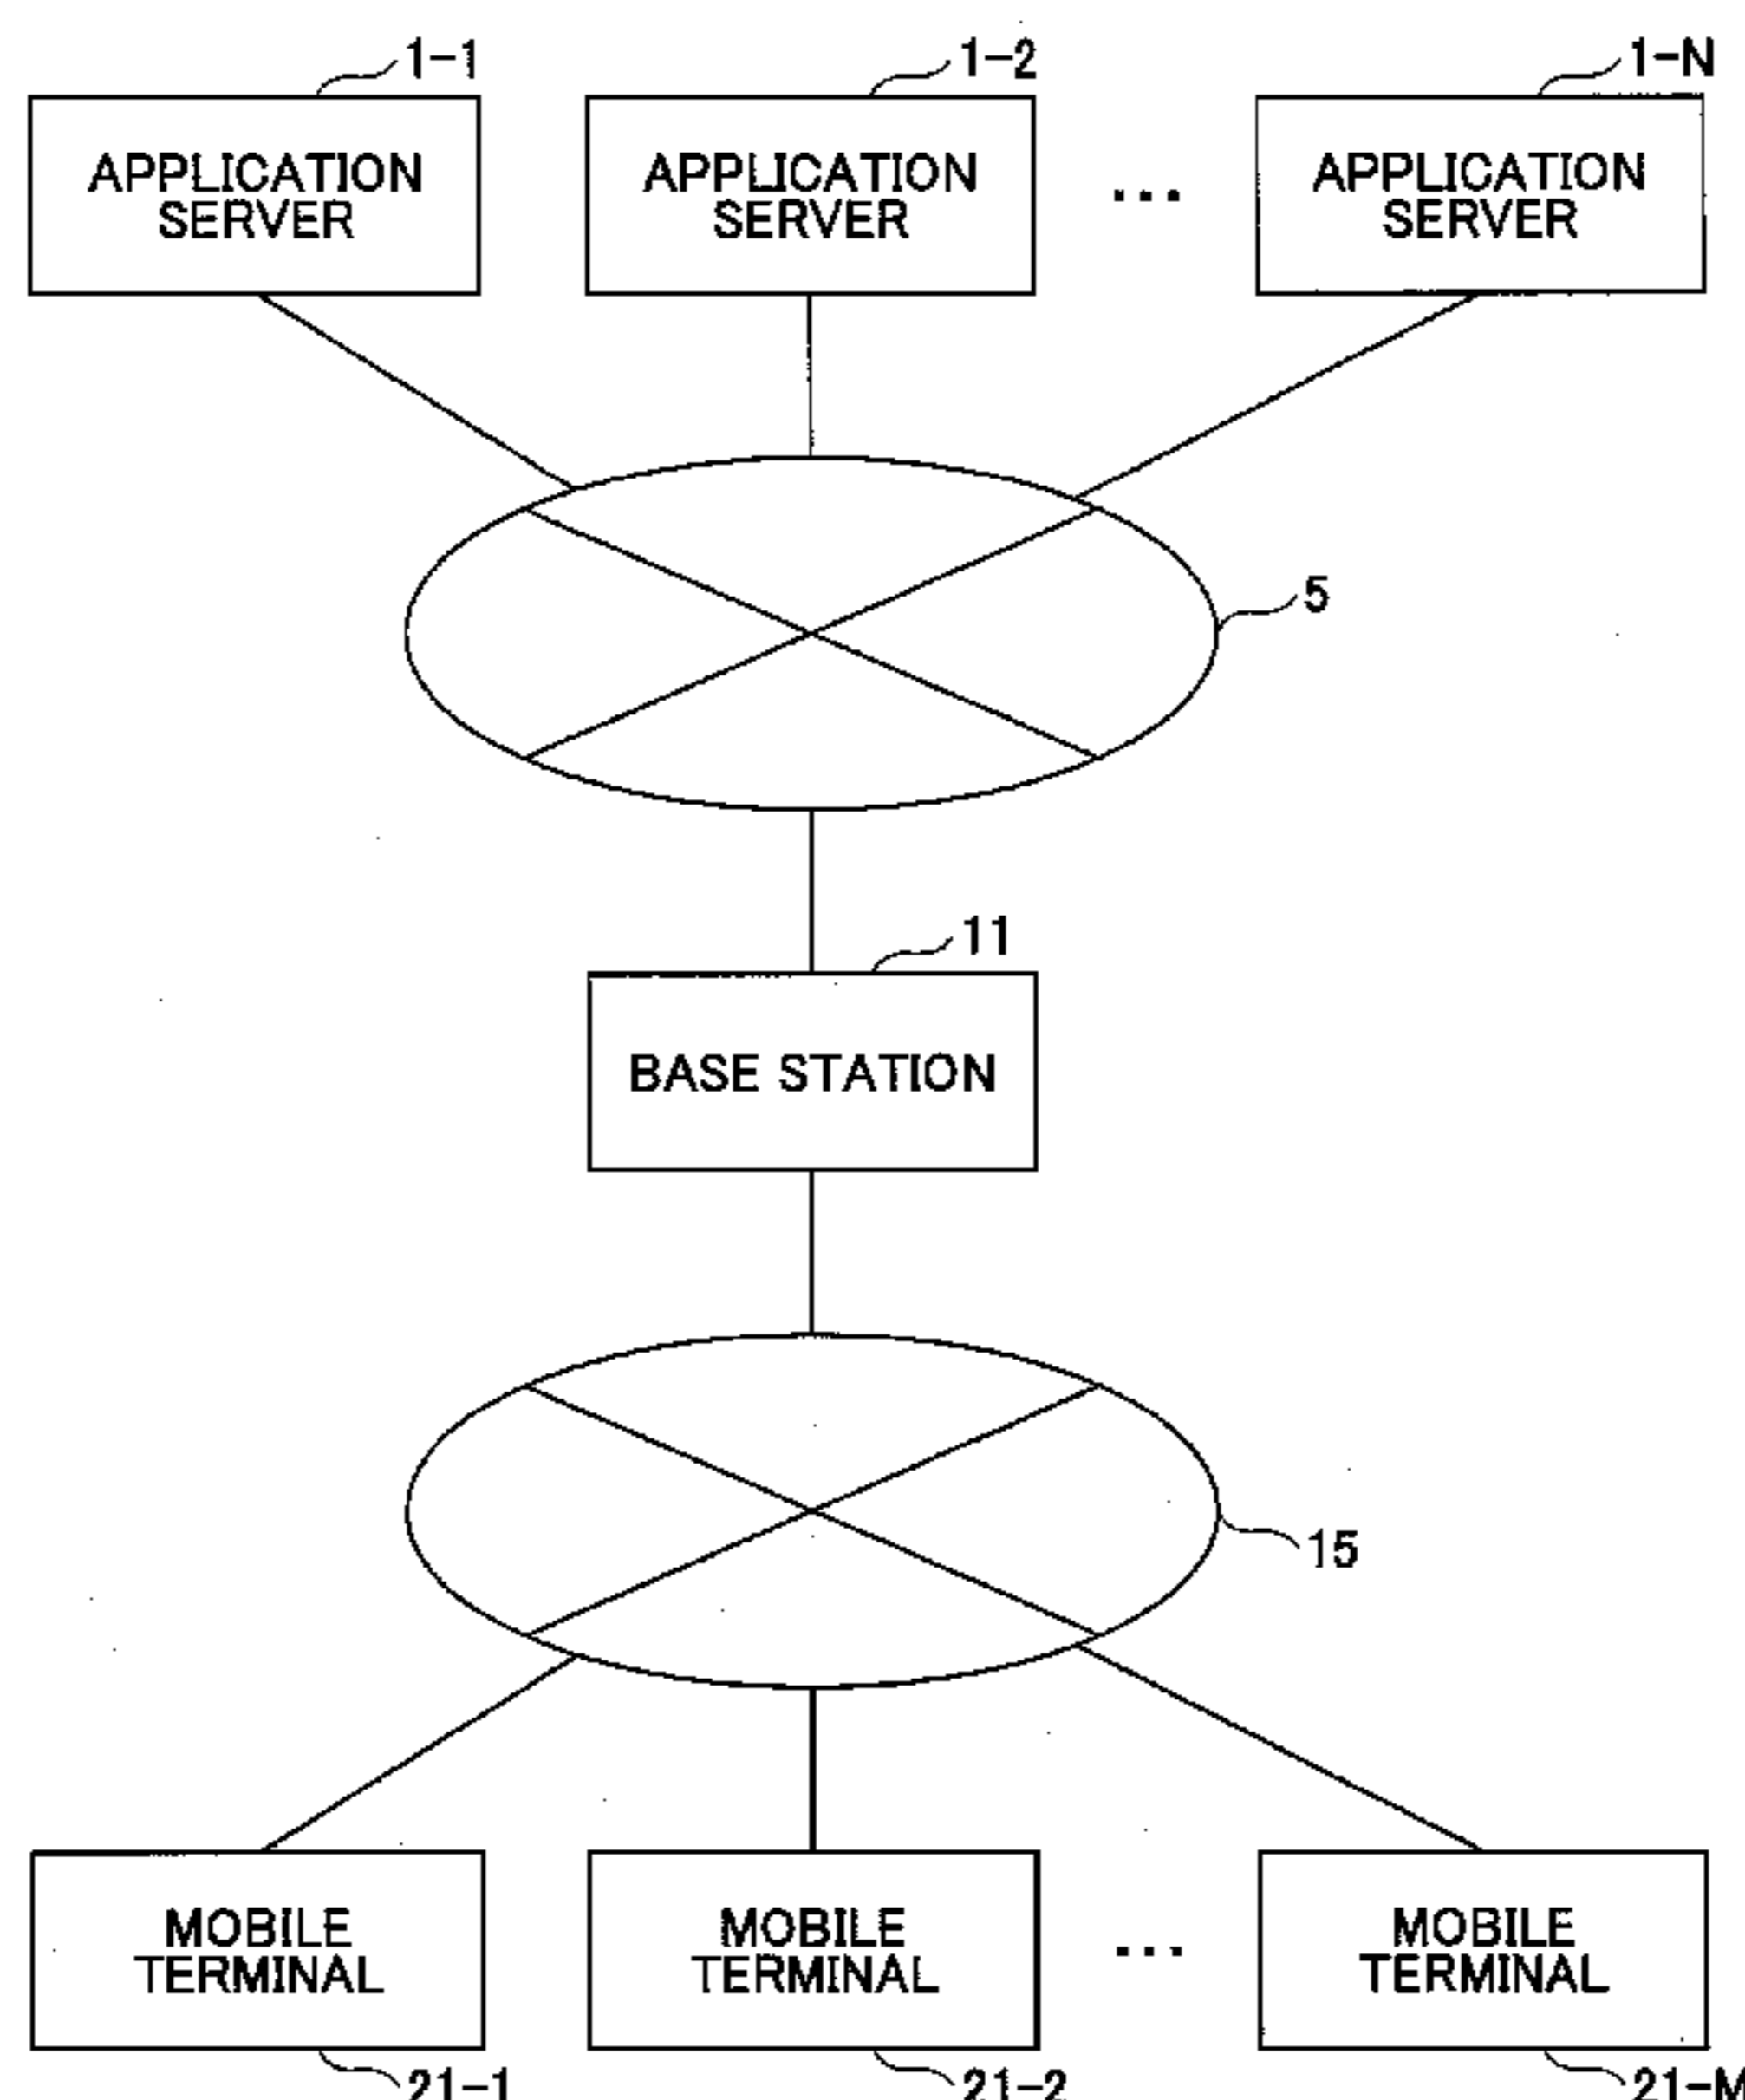 1-1 1-2 1-N
APPLICATION APPLICATION APPLICATION
SERVER SERVER ... SERVER
5
11
BASE STATION
15
MOBILE MOBILE MOBILE
TERMINAL TERMINAL ... TERMINAL
21-1 21-2 21-M